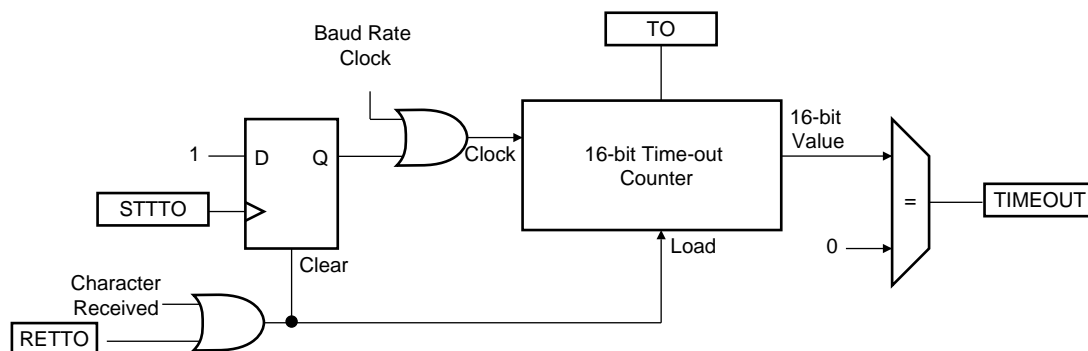 TO
Baud Rate
Clock
1
D
Q
Clock
16-bit Time-out
Counter
16-bit
Value
=
TIMEOUT
STTTO
Clear
Load
0
Character
Received
RETTO